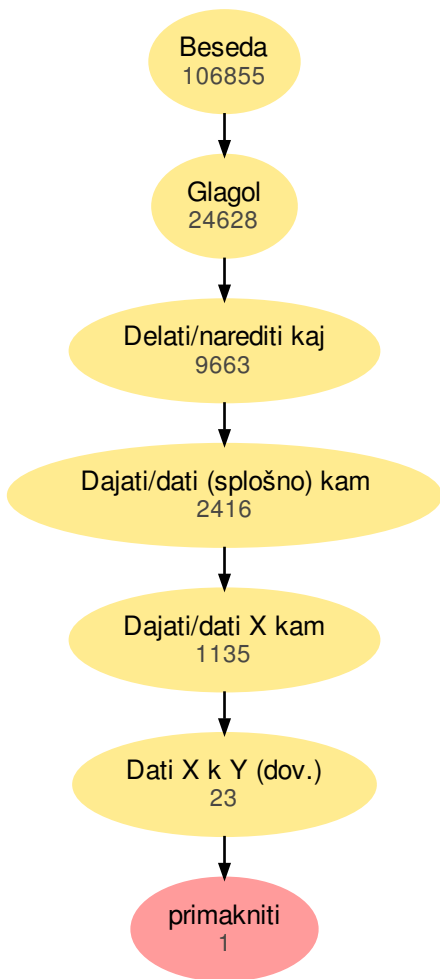 Beseda
106855
Glagol
24628
Delati/narediti kaj
9663
Dajati/dati (splošno) kam
2416
Dajati/dati X kam
1135
Dati X k Y (dov.)
23
primakniti
1